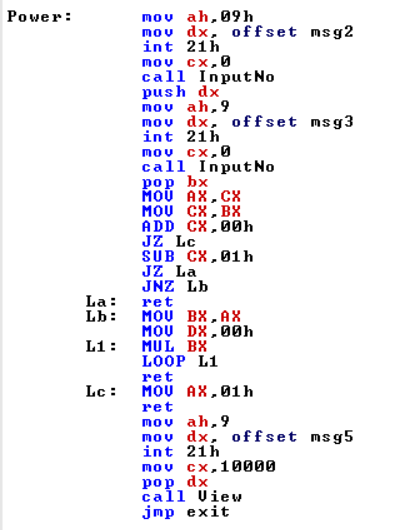 Power: mov ah,09h
mov dx, offset msg2
int 21h
mov cx,0
call InputNo
push dx
mov ah,9
mov dx, offset msg3
int 21h
mov cx,0
call InputNo
pop bx
MOV AX,CX
MOV CX,BX
ADD CX,00h
JZ Lc
SUB CX,01h
JZ La
JNZ Lb
La: ret
Lb: MOV BX,AX
MOV DX,00h
L1: MUL BX
LOOP L1
ret
Lc: MOV AX,01h
ret
mov ah,9
mov dx, offset msg5
int 21h
mov cx,10000
pop dx
call View
jmp exit